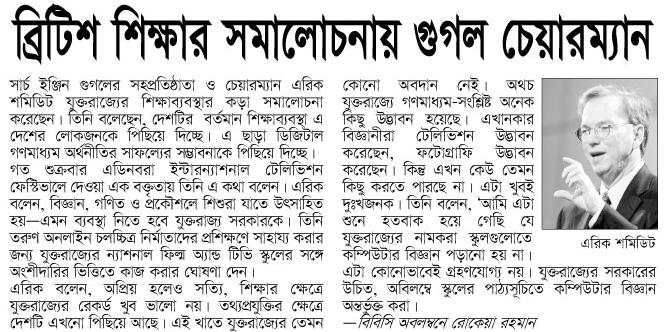 ব্রিটিশ শিক্ষার সমালোচনায় গুগল চেয়ারম্যান
সার্চ ইঞ্জিন গুগলের সহপ্রতিষ্ঠাতা ও চেয়ারম্যান এরিক
শমিডিট যুক্তরাজ্যের শিক্ষাব্যবস্থার কড়া সমালোচনা
করেছেন। তিনি বলেছেন, দেশটির বর্তমান শিক্ষাব্যবস্থা এ
দেশের লোকজনকে পিছিয়ে দিচ্ছে। এ ছাড়া ডিজিটাল
গণমাধ্যম অর্থনীতির সাফল্যের সম্ভাবনাকে পিছিয়ে দিচ্ছে।
গত শুক্রবার এডিনবরা ইন্টারন্যাশনাল টেলিভিশন
ফেস্টিভালে দেওয়া এক বক্তৃতায় তিনি এ কথা বলেন। এরিক
বলেন, বিজ্ঞান, গণিত ও প্রকৌশলে শিশুরা যাতে উৎসাহিত
হয়—এমন ব্যবস্থা নিতে হবে যুক্তরাজ্য সরকারকে। তিনি
তরুণ অনলাইন চলচ্চিত্র নির্মাতাদের প্রশিক্ষণে সাহায্য করার
জন্য যুক্তরাজ্যের ন্যাশনাল ফিল্ম অ্যান্ড টিভি স্কুলের সঙ্গে
অংশীদারির ভিত্তিতে কাজ করার ঘোষণা দেন।
এরিক বলেন, অপ্রিয় হলেও সত্যি, শিক্ষার ক্ষেত্রে
যুক্তরাজ্যের রেকর্ড খুব ভালো নয়। তথ্যপ্রযুক্তির ক্ষেত্রে
দেশটি এখনো পিছিয়ে আছে। এই খাতে যুক্তরাজ্যের তেমন
কোনো অবদান নেই। অথচ
যুক্তরাজ্যে গণমাধ্যম-সংশ্লিষ্ট অনেক
কিছু উদ্ভাবন হয়েছে। এখানকার
বিজ্ঞানীরা টেলিভিশন উদ্ভাবন
করেছেন, ফটোগ্রাফি উদ্ভাবন
করেছেন। কিন্তু এখন কেউ তেমন
কিছু করতে পারছে না। এটা খুবই
দুঃখজনক। তিনি বলেন, 'আমি এটা
শুনে হতবাক হয়ে গেছি যে
যুক্তরাজ্যের নামকরা স্কুলগুলোতে
কম্পিউটার বিজ্ঞান পড়ানো হয় না।
এটা কোনোভাবেই গ্রহণযোগ্য নয়। যুক্তরাজ্যের সরকারের
উচিত, অবিলম্বে স্কুলের পাঠ্যসূচিতে কম্পিউটার বিজ্ঞান
অন্তর্ভুক্ত করা।
—বিবিসি অবলম্বনে রোকেয়া রহমান
এরিক শমিডিট